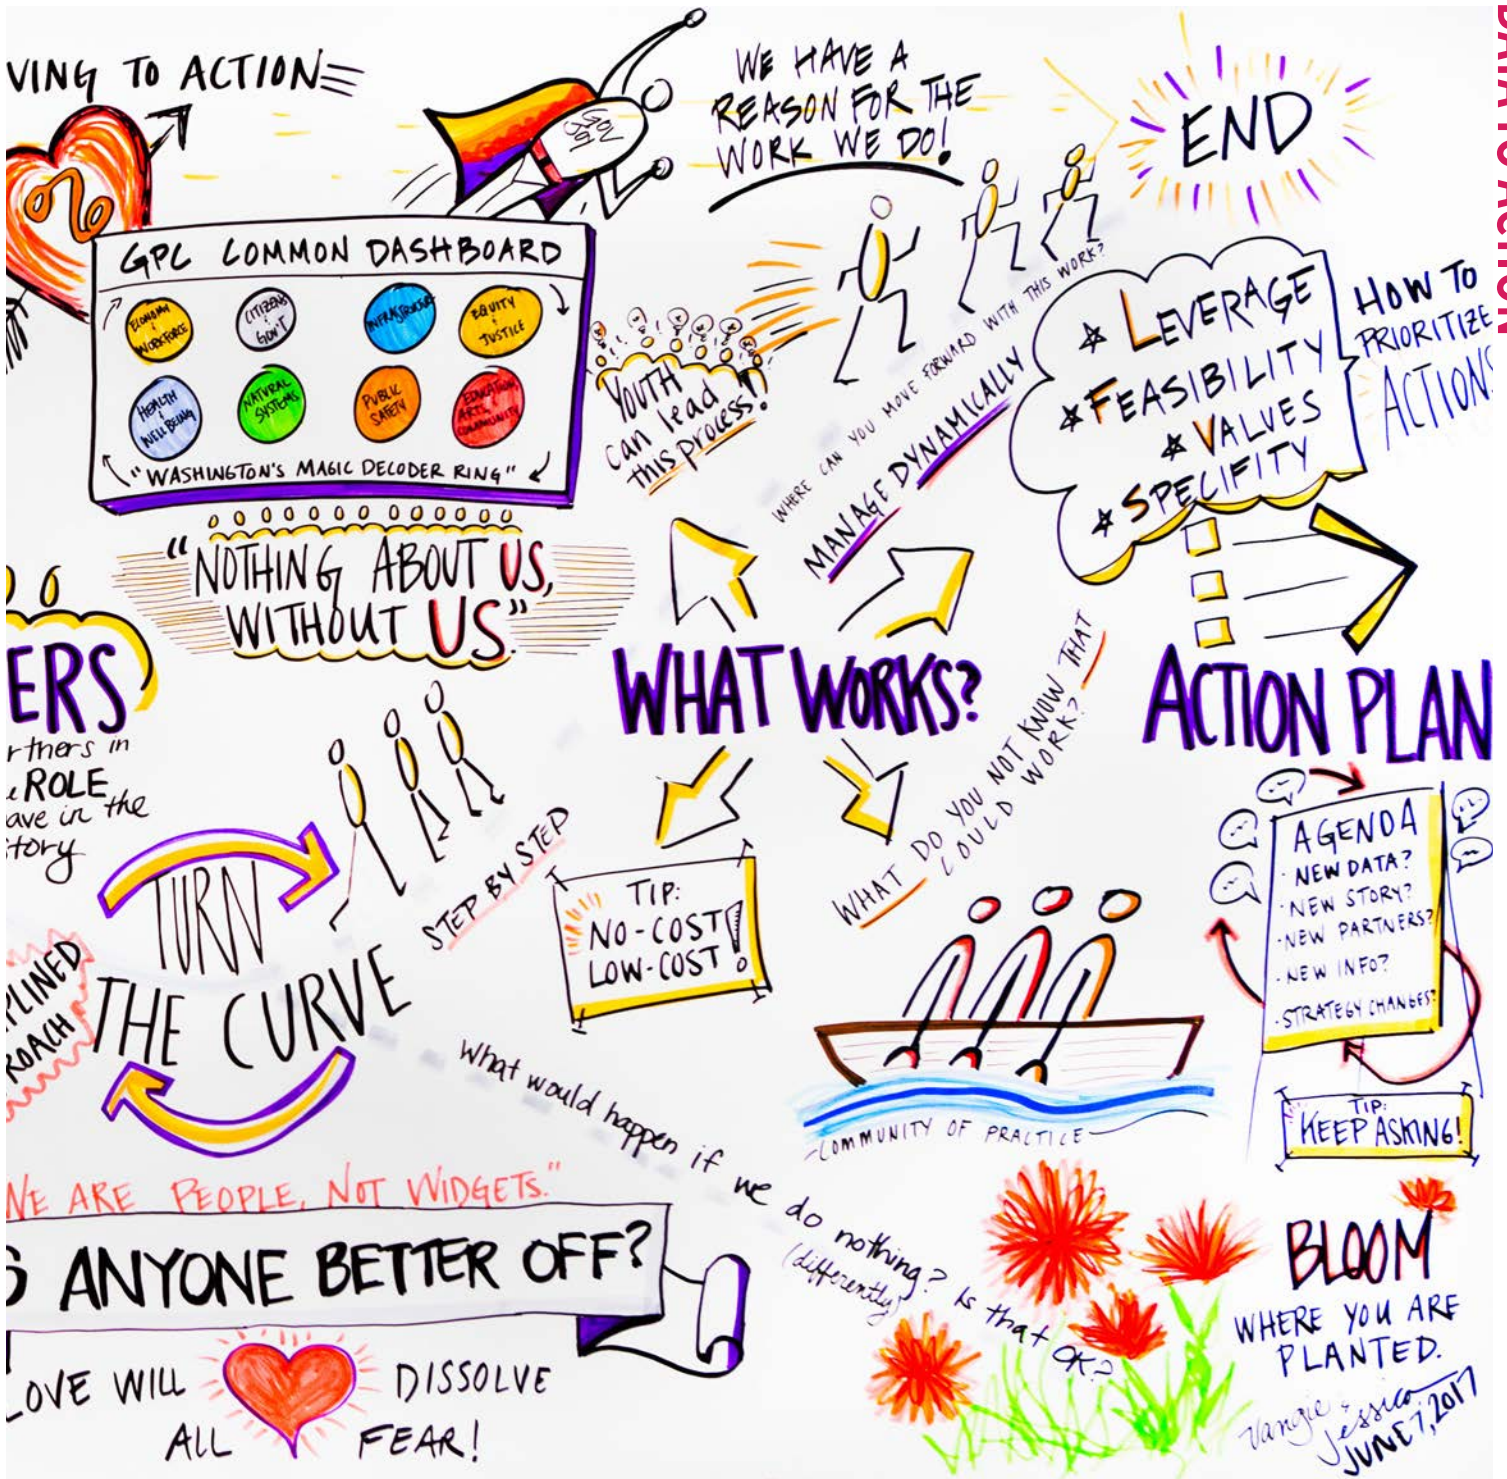 VING TO ACTION
GOV
GPC COMMON DASHBOARD
ECONOMY & WORKFORCE
CITIZENS & GOV'T
INFRASTRUCTURE
EQUITY & JUSTICE
HEALTH & WELL BEING
NATURAL SYSTEMS
PUBLIC SAFETY
EDUCATION, ARTS, COMMUNITY
"WASHINGTON'S MAGIC DECODER RING"
WE HAVE A
REASON FOR THE
WORK WE DO!
END
DATA TO ACTION
YOUTH
can lead
this process!
WHERE CAN YOU MOVE FORWARD WITH THIS WORK?
MANAGE DYNAMICALLY
LEVERAGE
FEASIBILITY
VALUES
SPECIFITY
HOW TO
PRIORITIZE
ACTIONS
"NOTHING ABOUT US,
WITHOUT US."
ERS
rthers in
ROLE
ave in the
tory
WHAT WORKS?
ACTION PLAN
WHAT DO YOU NOT KNOW THAT
COULD WORK?
TURN
THE CURVE
STEP BY STEP
PLINED
ROACH
TIP:
NO-COST
LOW-COST!
AGENDA
· NEW DATA?
· NEW STORY?
· NEW PARTNERS?
· NEW INFO?
· STRATEGY CHANGES?
TIP:
KEEP ASKING!
COMMUNITY OF PRACTICE
What would happen if we do nothing? Is that OK?
(differently)
WE ARE PEOPLE, NOT WIDGETS."
S ANYONE BETTER OFF?
OVE WILL DISSOLVE
ALL FEAR!
BLOOM
WHERE YOU ARE
PLANTED.
Vangie & Jessica
JUNE 7, 2017